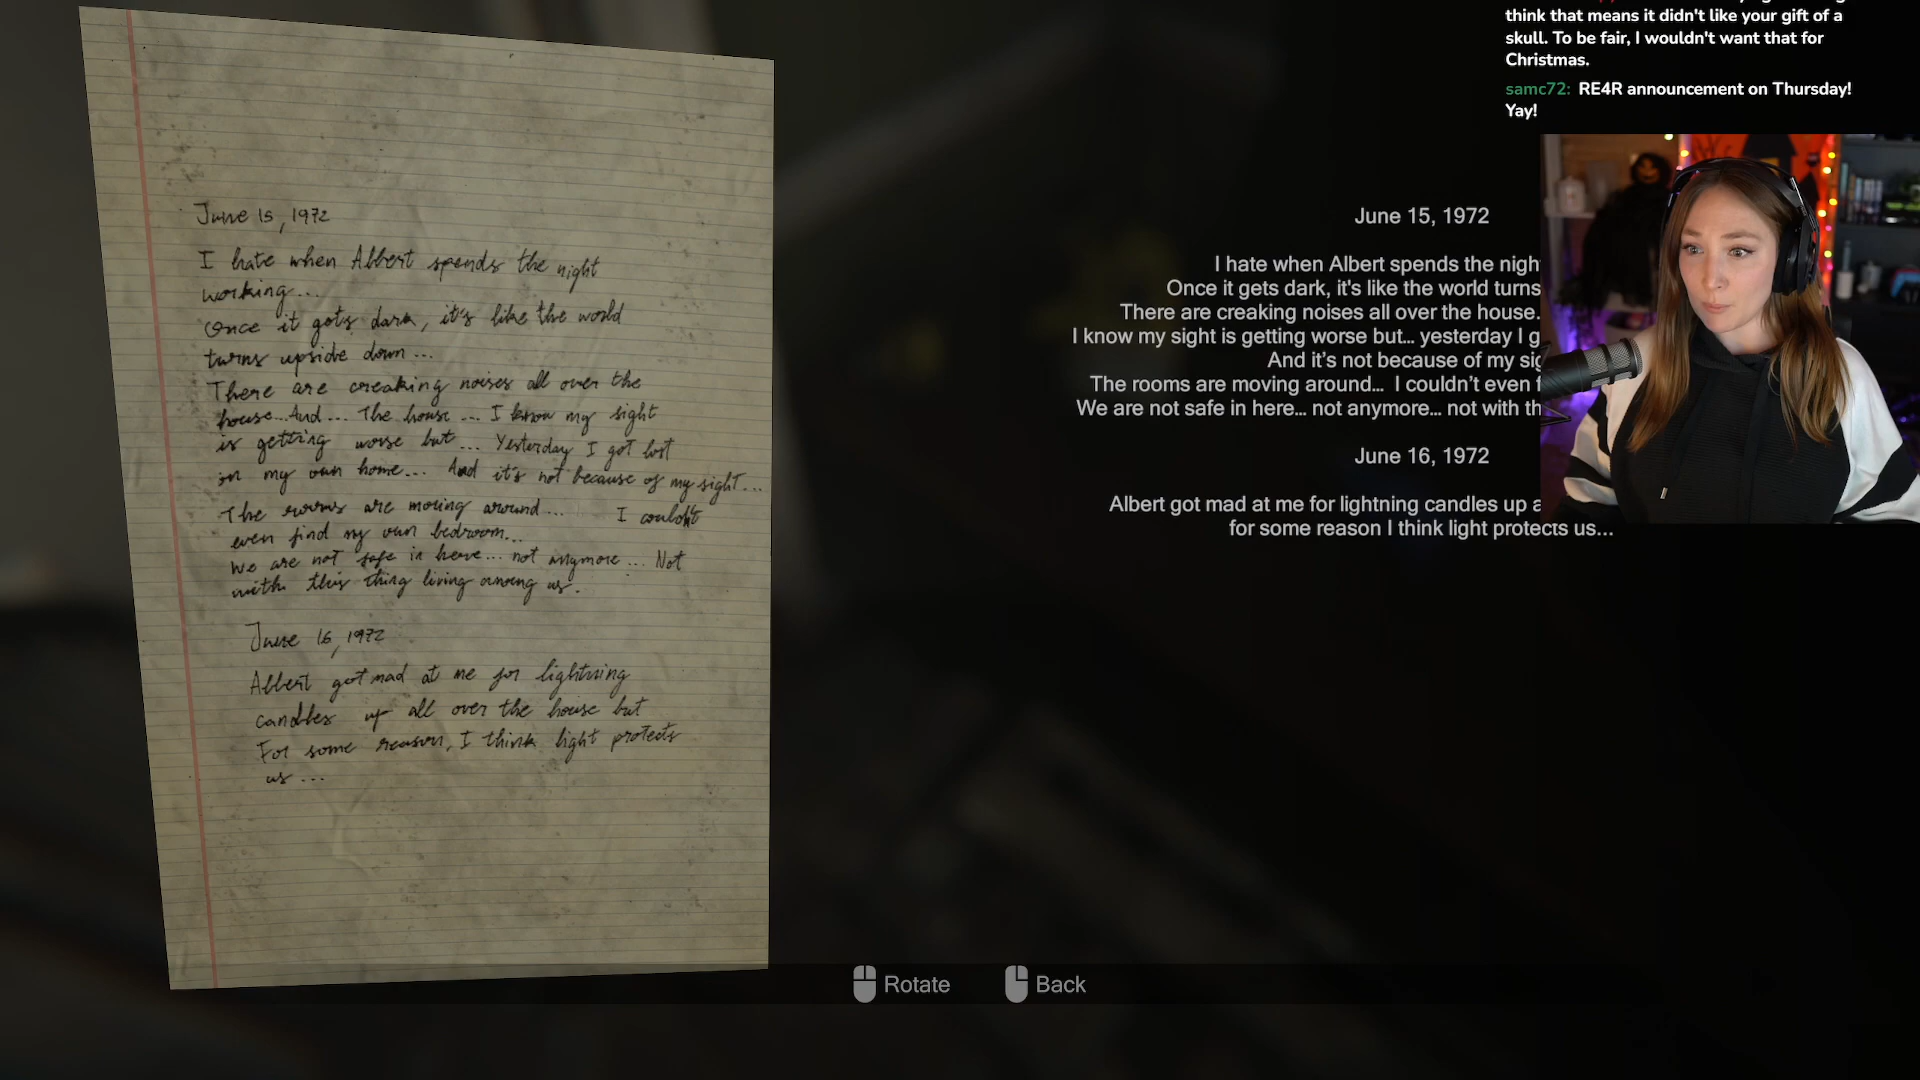 think that means it didn't like your gift of a
skull. To be fair, I wouldn't want that for
Christmas.
samc72: RE4R announcement on Thursday!
Yay!
June 15, 1972
I hate when Albert spends the night
working...
Once it gots dark, it's like the world
turns upside down...
There are creaking noises all over the
house...And... The house... I know my sight
is getting worse but... Yesterday I got lost
in my own home... And it's not because of my sight...
The rooms are moving around... I couldn't
even find my own bedroom...
We are not safe in here... not anymore... Not
with this thing living among us.
June 16, 1972
Albert got mad at me for lightning
candles up all over the house but
For some reason, I think light protects
us...
June 15, 1972
I hate when Albert spends the nigh
Once it gets dark, it's like the world turns
There are creaking noises all over the house.
I know my sight is getting worse but... yesterday I g
And it's not because of my sig
The rooms are moving around... I couldn't even f
We are not safe in here... not anymore... not with th
June 16, 1972
Albert got mad at me for lightning candles up a
for some reason I think light protects us...
Rotate Back